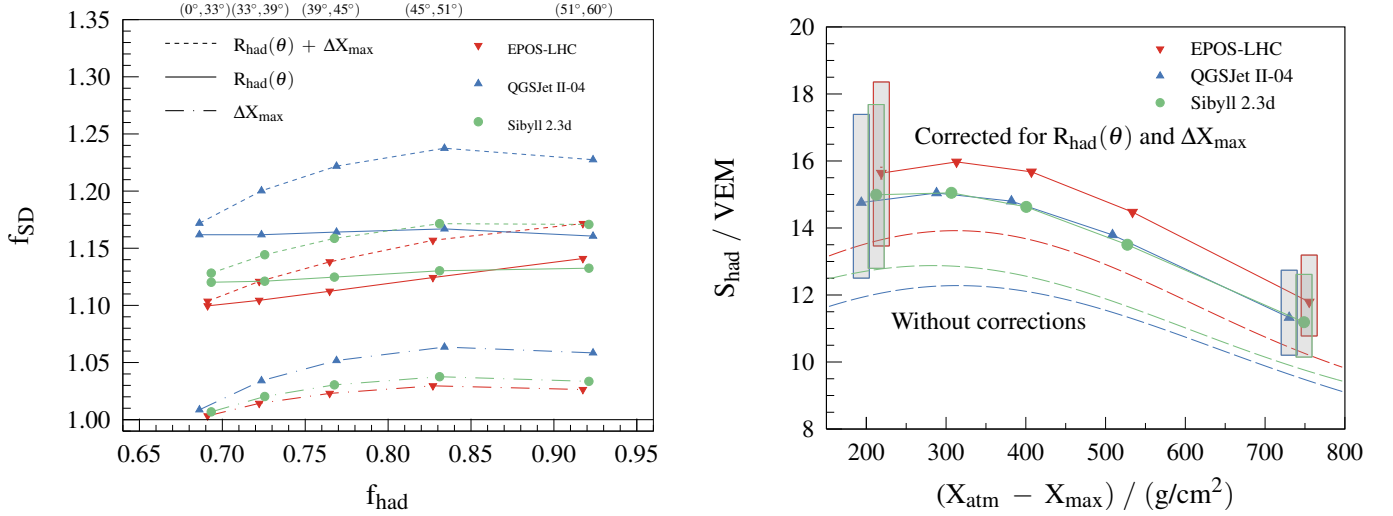 (0°,33°) (33°,39°) (39°,45°) (45°,51°) (51°,60°)
1.35
1.30
1.25
1.20
1.15
1.10
1.05
1.00
f_SD
R_had(θ) + ΔX_max
R_had(θ)
ΔX_max
EPOS-LHC
QGSJet II-04
Sibyll 2.3d
0.65 0.70 0.75 0.80 0.85 0.90 0.95
f_had
20
18
16
14
12
10
8
S_had / VEM
EPOS-LHC
QGSJet II-04
Sibyll 2.3d
Corrected for R_had(θ) and ΔX_max
Without corrections
200 300 400 500 600 700 800
(X_atm − X_max) / (g/cm²)